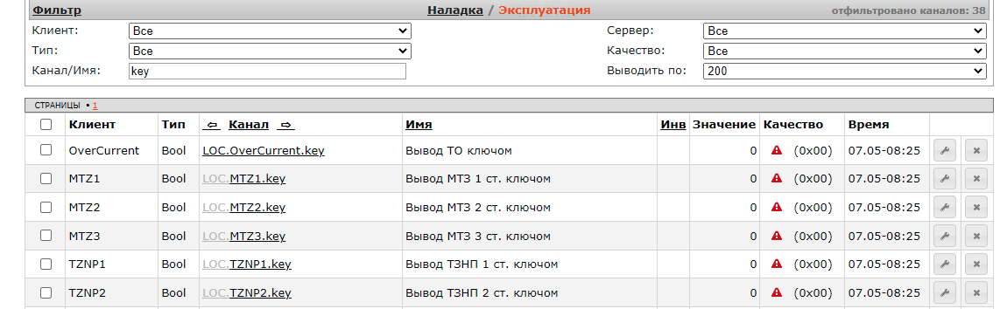 Фильтр Наладка / Эксплуатация отфильтровано каналов: 38
Клиент: Все Сервер: Все
Тип: Все Качество: Все
Канал/Имя: key Выводить по: 200
СТРАНИЦЫ • 1
Клиент Тип ⇦ Канал ⇨ Имя Инв Значение Качество Время
OverCurrent Bool LOC.OverCurrent.key Вывод ТО ключом 0 (0x00) 07.05-08:25
MTZ1 Bool LOC.MTZ1.key Вывод МТЗ 1 ст. ключом 0 (0x00) 07.05-08:25
MTZ2 Bool LOC.MTZ2.key Вывод МТЗ 2 ст. ключом 0 (0x00) 07.05-08:25
MTZ3 Bool LOC.MTZ3.key Вывод МТЗ 3 ст. ключом 0 (0x00) 07.05-08:25
TZNP1 Bool LOC.TZNP1.key Вывод ТЗНП 1 ст. ключом 0 (0x00) 07.05-08:25
TZNP2 Bool LOC.TZNP2.key Вывод ТЗНП 2 ст. ключом 0 (0x00) 07.05-08:25